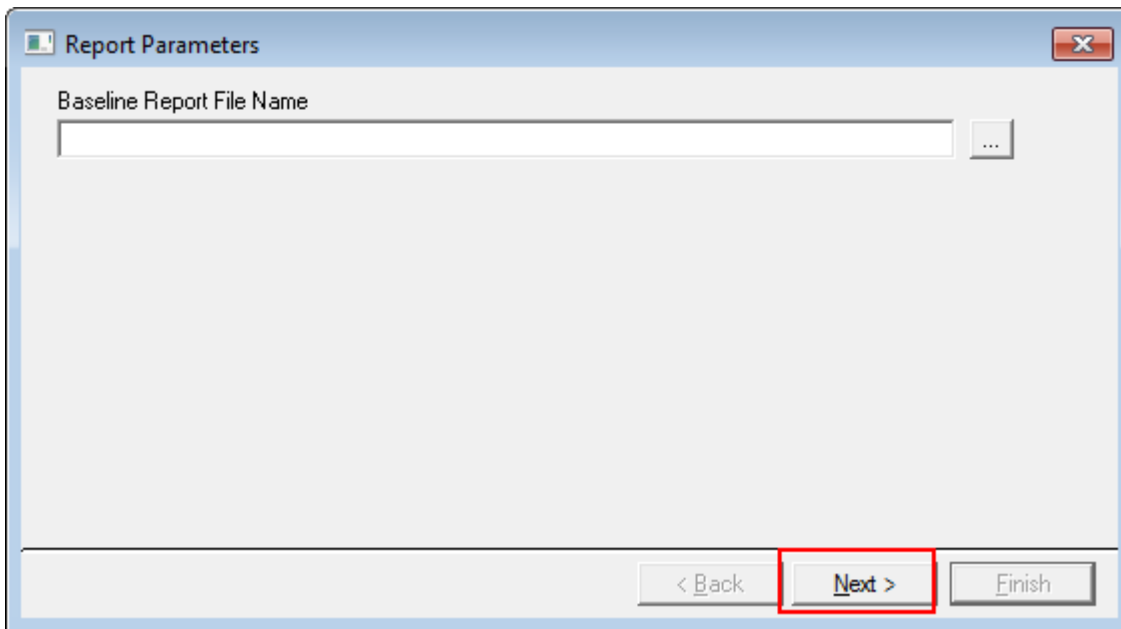 Report Parameters
Baseline Report File Name
...
< Back Next > Finish